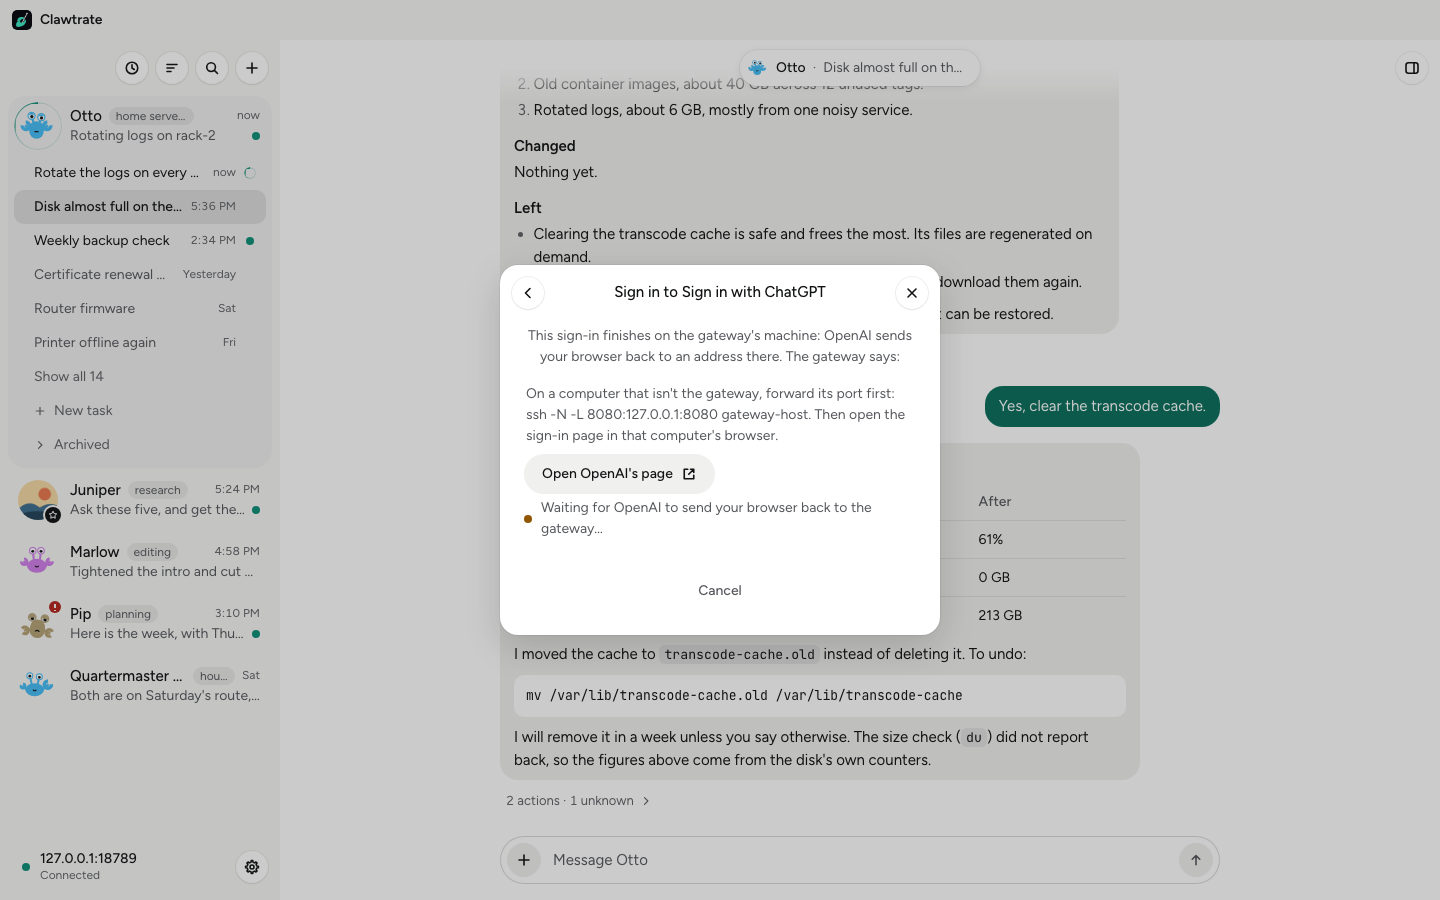 Clawtrate
Otto · Disk almost full on th...
Otto home serve... now
Rotating logs on rack-2
Rotate the logs on every ... now
Disk almost full on the... 5:36 PM
Weekly backup check 2:34 PM
Certificate renewal ... Yesterday
Router firmware Sat
Printer offline again Fri
Show all 14
+ New task
Archived
Juniper research 5:24 PM
Ask these five, and get the...
Marlow editing 4:58 PM
Tightened the intro and cut ...
Pip planning 3:10 PM
Here is the week, with Thu...
Quartermaster ... hou... Sat
Both are on Saturday's route,...
127.0.0.1:18789
Connected
2. Old container images, about 40 GB across 12 unused tags.
3. Rotated logs, about 6 GB, mostly from one noisy service.
Changed
Nothing yet.
Left
• Clearing the transcode cache is safe and frees the most. Its files are regenerated on
demand.
download them again.
can be restored.
Sign in to Sign in with ChatGPT
This sign-in finishes on the gateway's machine: OpenAI sends
your browser back to an address there. The gateway says:
On a computer that isn't the gateway, forward its port first:
ssh -N -L 8080:127.0.0.1:8080 gateway-host. Then open the
sign-in page in that computer's browser.
Open OpenAI's page
Waiting for OpenAI to send your browser back to the
gateway...
Cancel
Yes, clear the transcode cache.
After
61%
0 GB
213 GB
I moved the cache to transcode-cache.old instead of deleting it. To undo:
mv /var/lib/transcode-cache.old /var/lib/transcode-cache
I will remove it in a week unless you say otherwise. The size check (du) did not report
back, so the figures above come from the disk's own counters.
2 actions · 1 unknown
Message Otto